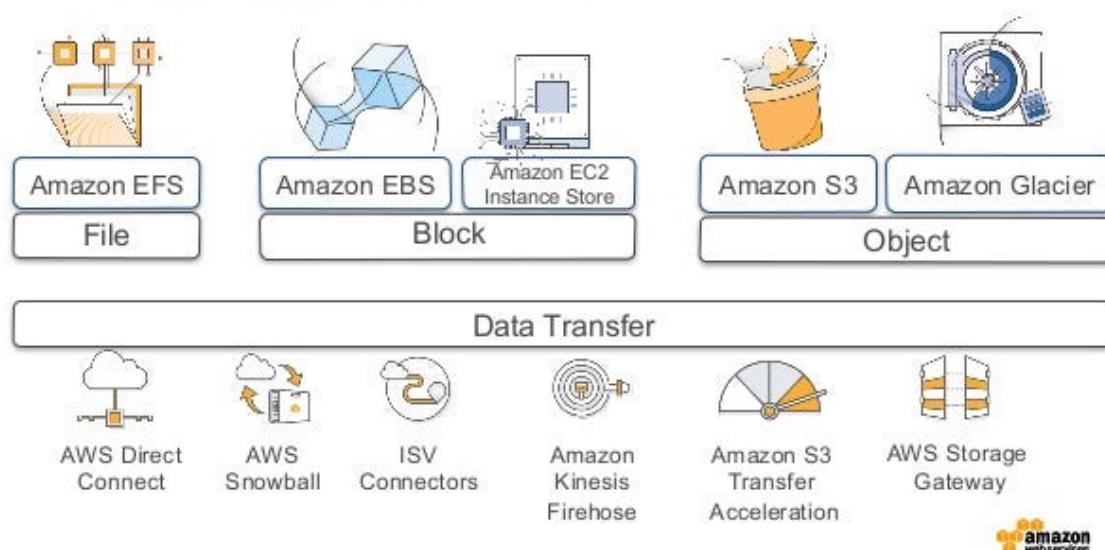 Amazon EFS
Amazon EBS
Amazon EC2
Instance Store
Amazon S3
Amazon Glacier
File
Block
Object
Data Transfer
AWS Direct
Connect
AWS
Snowball
ISV
Connectors
Amazon
Kinesis
Firehose
Amazon S3
Transfer
Acceleration
AWS Storage
Gateway
amazon
webservices